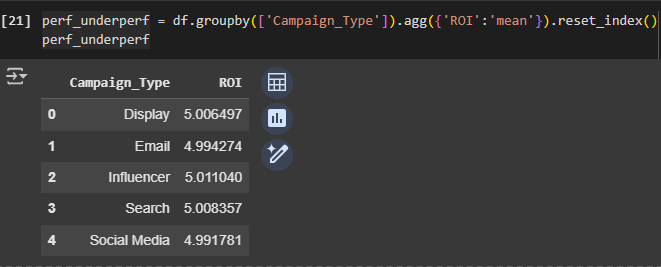 [21] perf_underperf = df.groupby(['Campaign_Type']).agg({'ROI':'mean'}).reset_index()
perf_underperf
Campaign_Type ROI
0 Display 5.006497
1 Email 4.994274
2 Influencer 5.011040
3 Search 5.008357
4 Social Media 4.991781